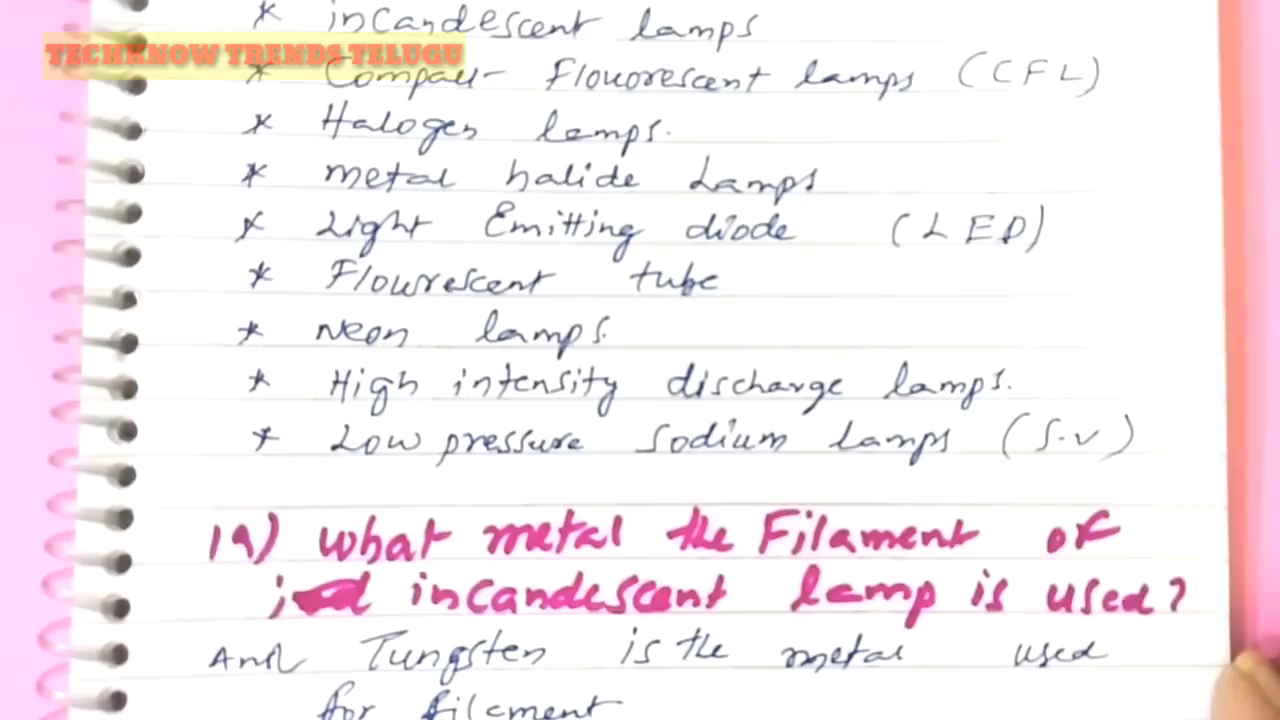 * incandescent lamps
TECHKNOW TRENDS TELUGU
* Compact Flouorescent lamps (CFL)
* Halogen lamps.
* metal halide Lamps
* Light Emitting diode (LED)
* Flourescent tube
* Neon lamps.
* High intensity discharge lamps.
* Low pressure Sodium lamps (S.V)
19) what metal the Filament of
incandescent lamp is used?
Ans Tungsten is the metal used
for filament